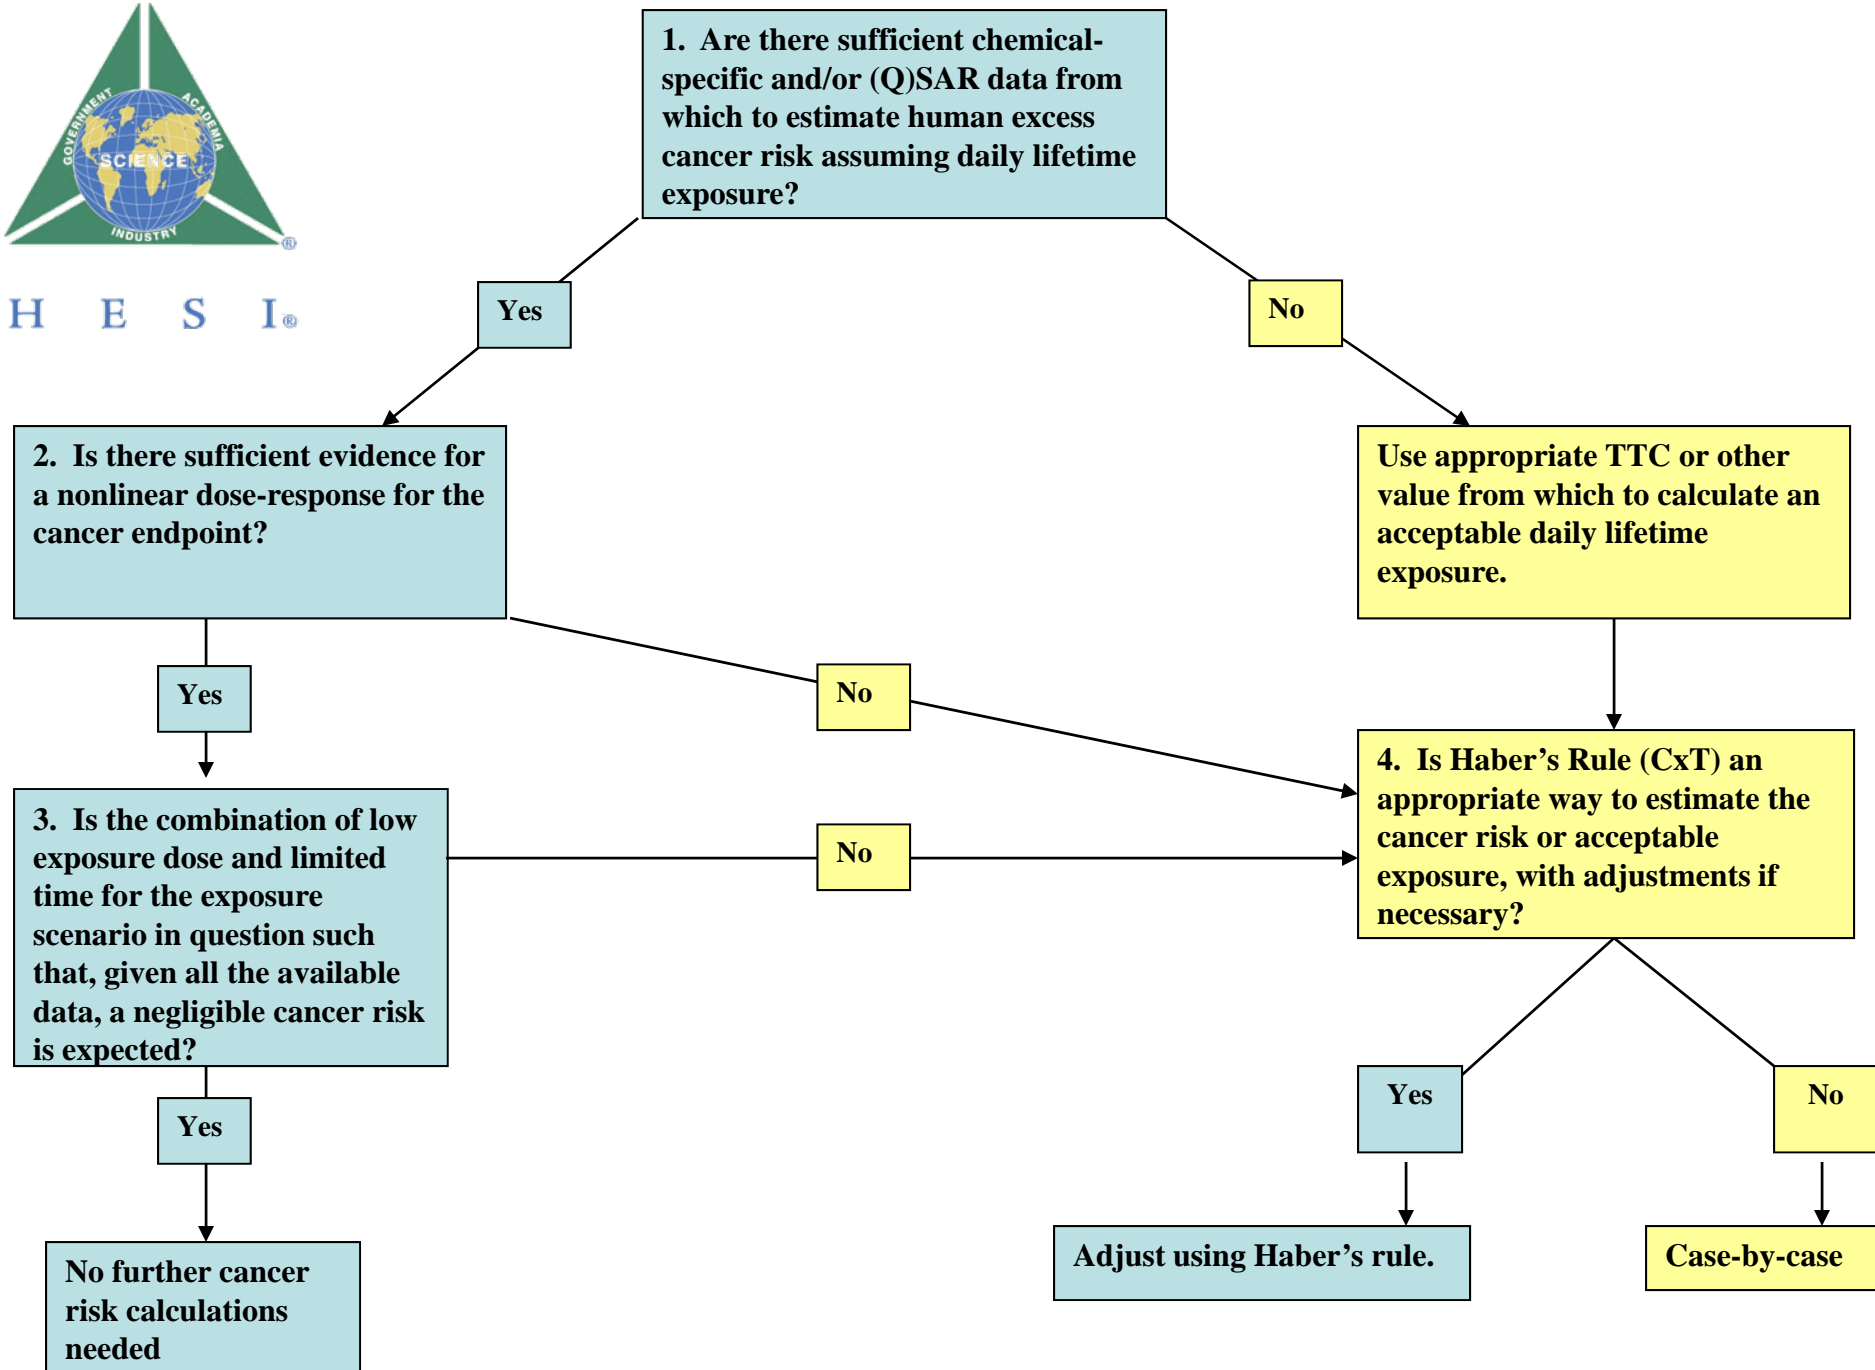 GOVERNMENT
ACADEMIA
SCIENCE
INDUSTRY
®
H E S I®
1. Are there sufficient chemical-
specific and/or (Q)SAR data from
which to estimate human excess
cancer risk assuming daily lifetime
exposure?
Yes
No
2. Is there sufficient evidence for
a nonlinear dose-response for the
cancer endpoint?
Use appropriate TTC or other
value from which to calculate an
acceptable daily lifetime
exposure.
Yes
No
3. Is the combination of low
exposure dose and limited
time for the exposure
scenario in question such
that, given all the available
data, a negligible cancer risk
is expected?
No
4. Is Haber’s Rule (CxT) an
appropriate way to estimate the
cancer risk or acceptable
exposure, with adjustments if
necessary?
Yes
Yes
No
No further cancer
risk calculations
needed
Adjust using Haber’s rule.
Case-by-case